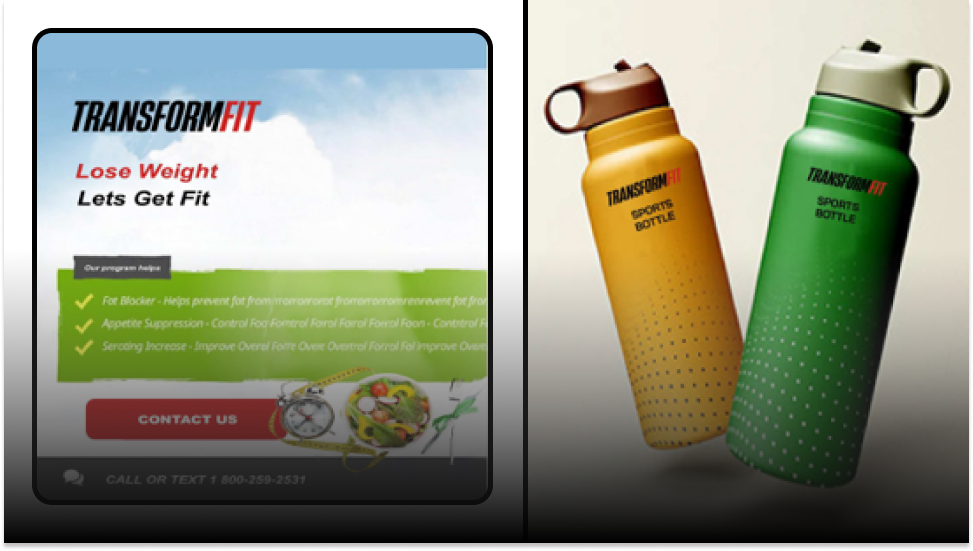 TRANSFORMFIT
Lose Weight
Lets Get Fit
Our program helps
Fat Blocker - Helps prevent fat from
Appetite Suppression - Control
Increase - Improve
CONTACT US
CALL OR TEXT 1 800-259-2531
TRANSFORMFIT
SPORTS
BOTTLE
TRANSFORMFIT
SPORTS
BOTTLE